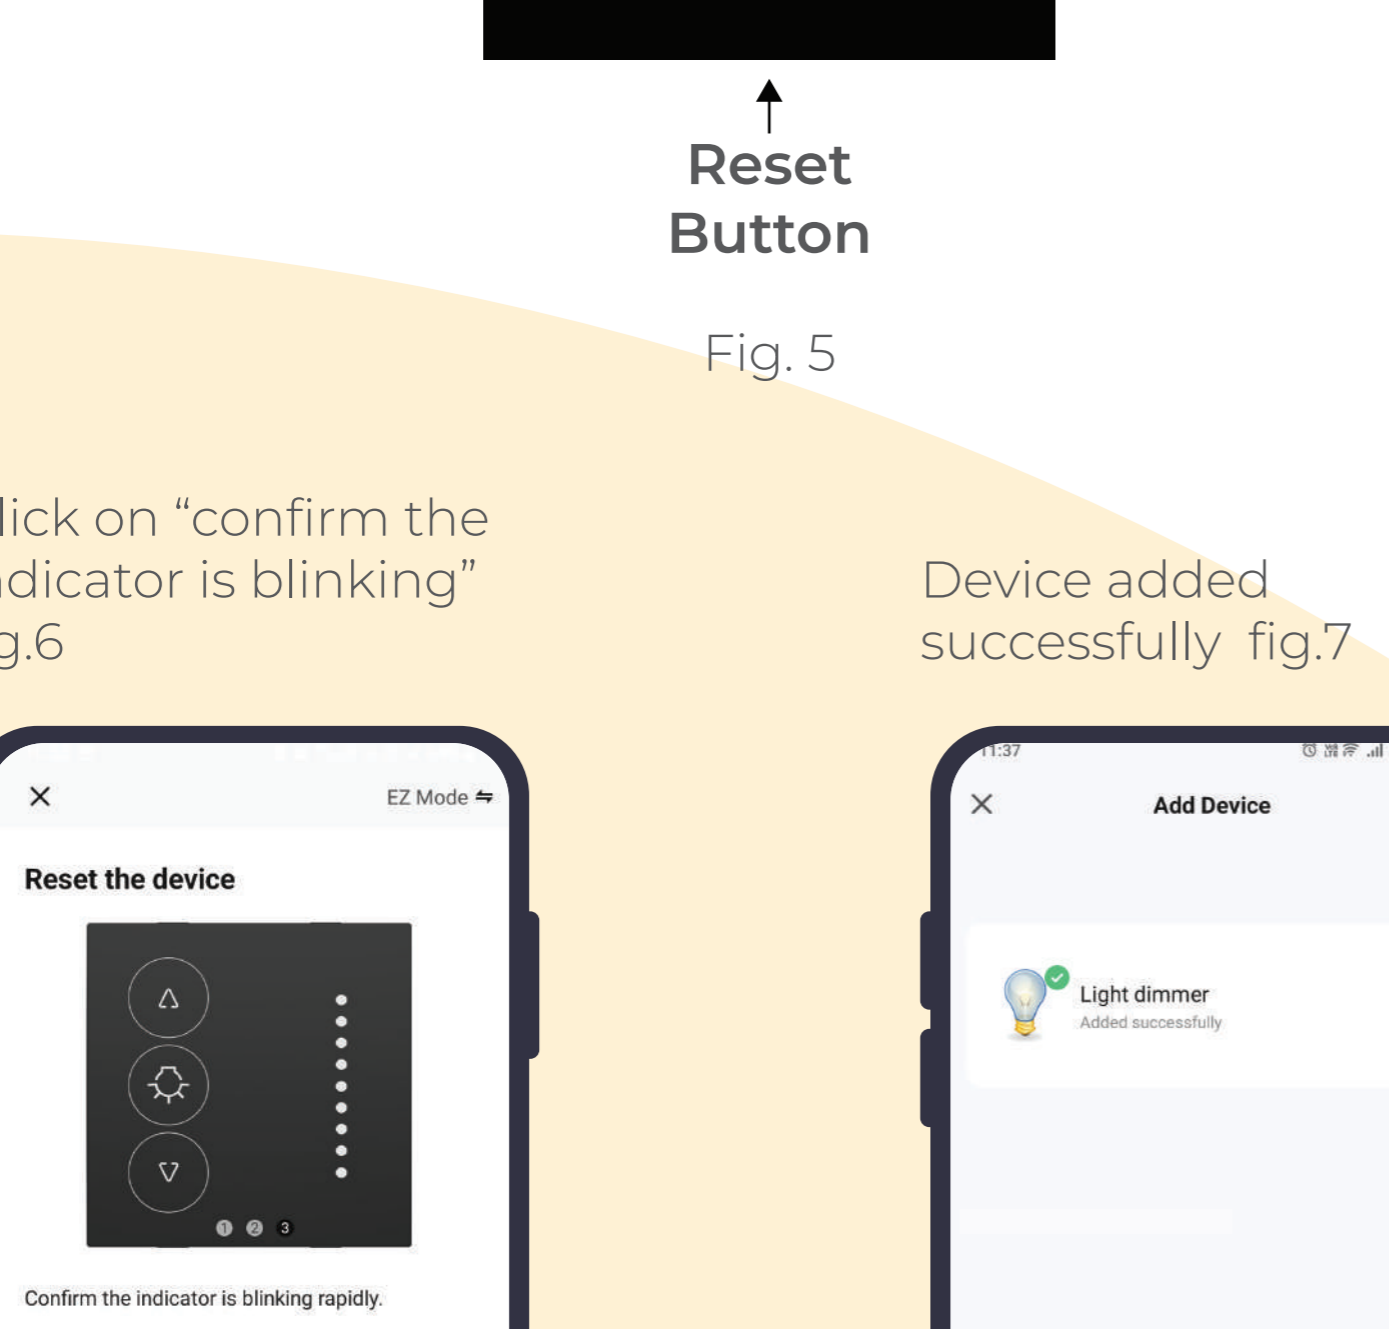 Reset
Button
Fig. 5
lick on “confirm the
ndicator is blinking”
g.6
Device added
successfully fig.7
EZ Mode
Reset the device
1 2 3
Confirm the indicator is blinking rapidly.
11:37
Add Device
Light dimmer
Added successfully